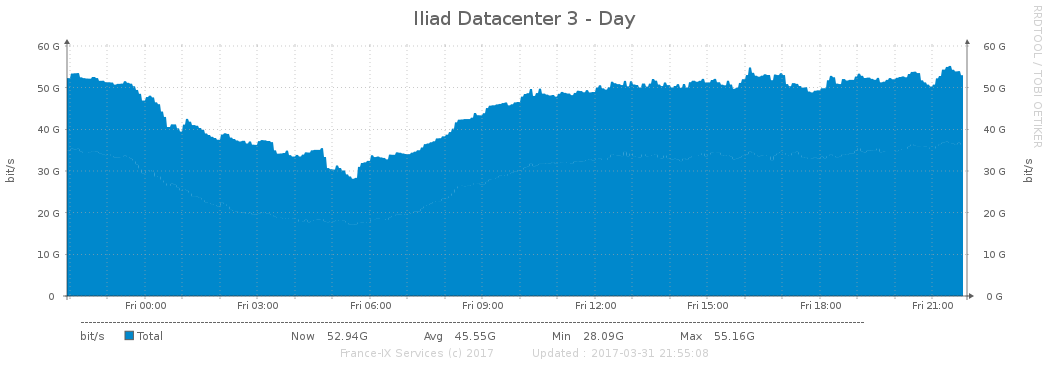 Iliad Datacenter 3 - Day
RRDTOOL / TOBI OETIKER
60 G 60 G
50 G 50 G
40 G 40 G
30 G 30 G
20 G 20 G
10 G 10 G
0 0 G
bit/s bit/s
Fri 00:00 Fri 03:00 Fri 06:00 Fri 09:00 Fri 12:00 Fri 15:00 Fri 18:00 Fri 21:00
bit/s Total Now 52.94G Avg 45.55G Min 28.09G Max 55.16G
France-IX Services (c) 2017 Updated : 2017-03-31 21:55:08